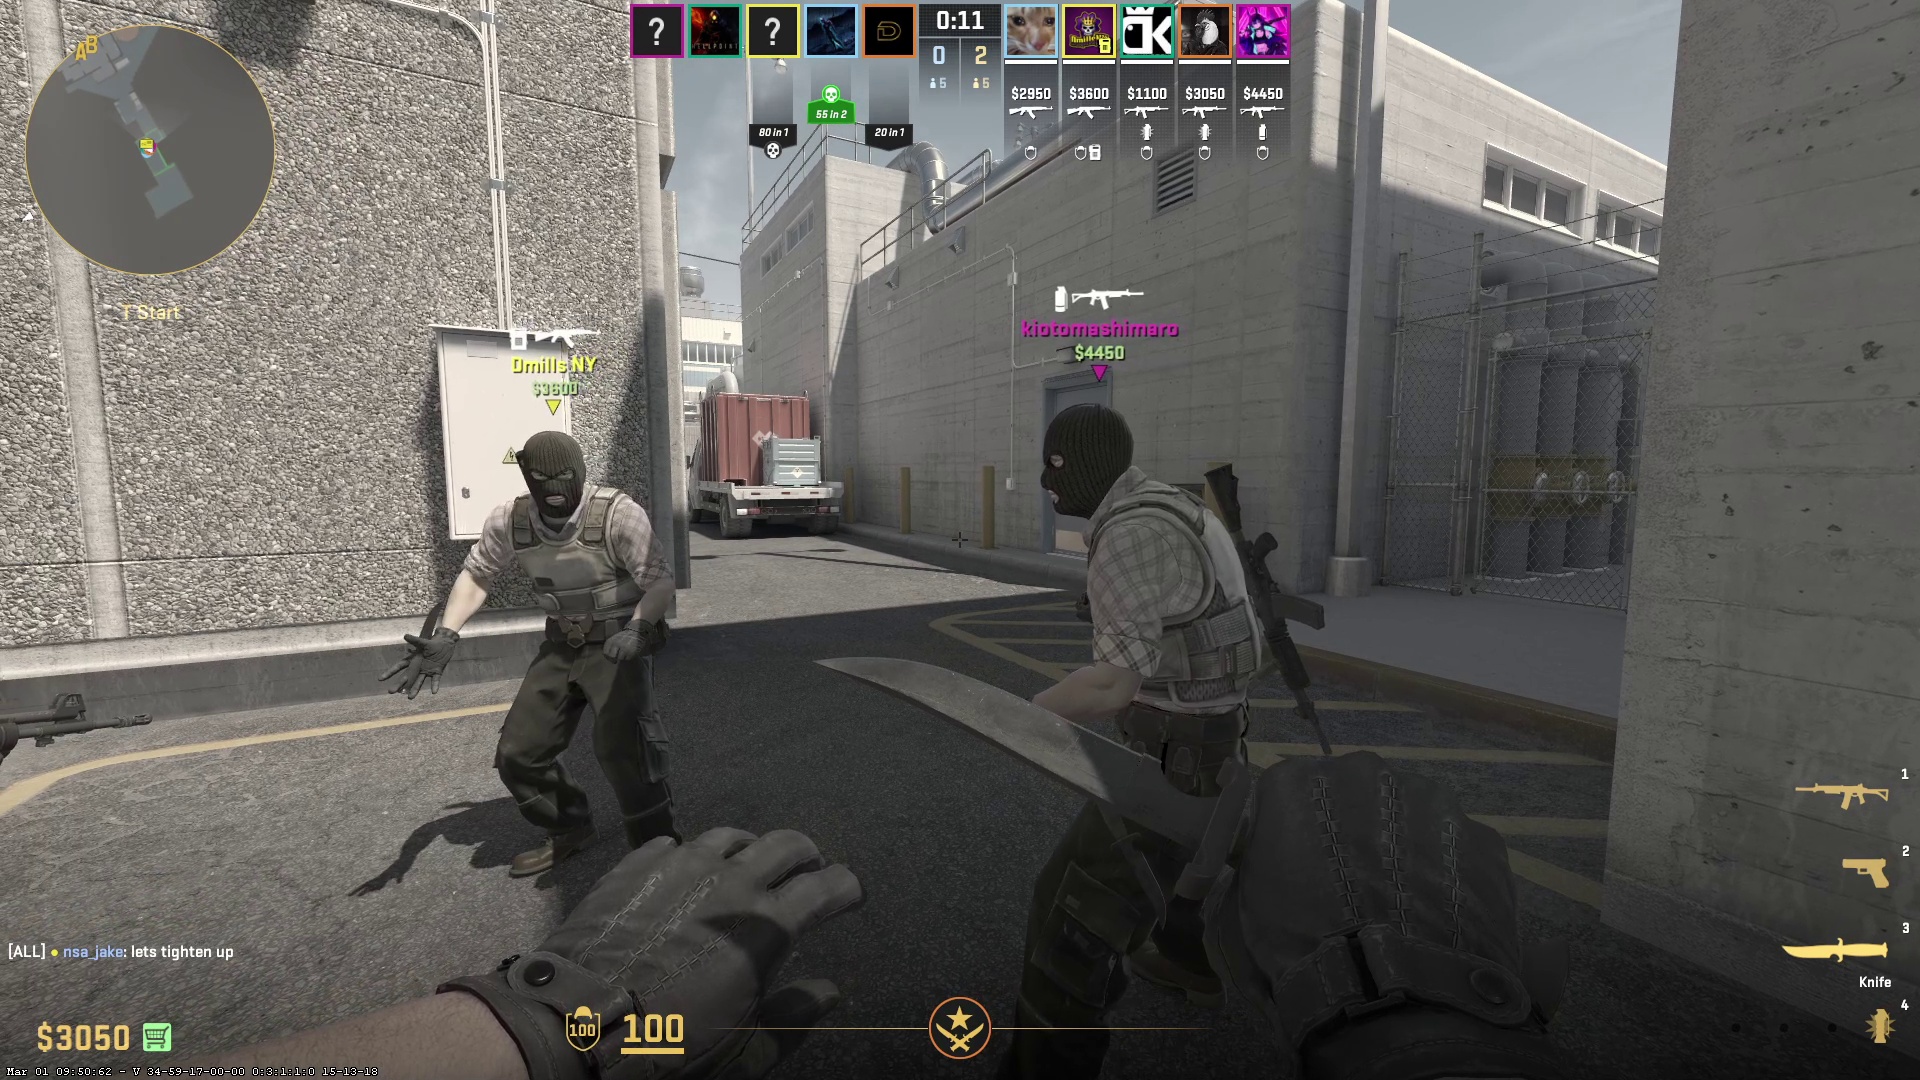 AB
T Start
?
?
0:11
0
2
5
5
80 in 1
55 in 2
20 in 1
$2950
$3600
$1100
$3050
$4450
Dmills NY
$3600
kiotomashimaro
$4450
1
2
3
Knife
4
[ALL] • nsa_jake: lets tighten up
$3050
100
100
Mar 01 09:50:62 - V 34-59-17-00-00 0:3:1:1:0 15-13-18